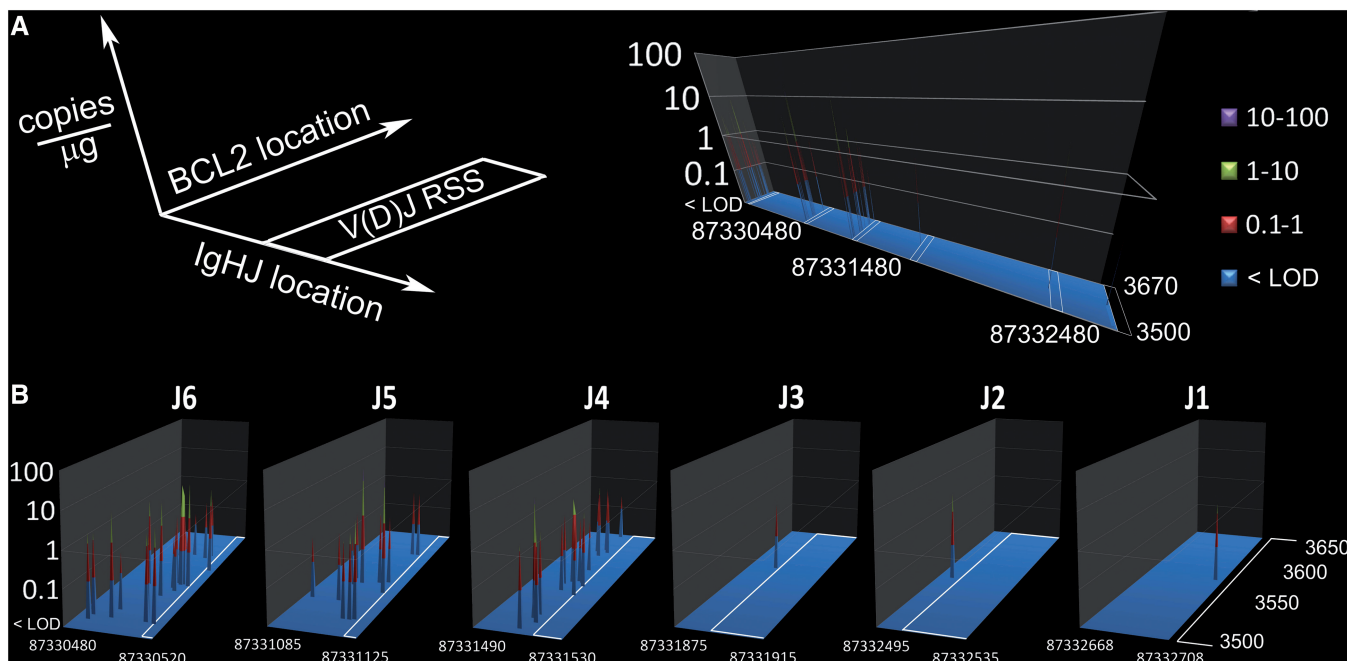 A
copies
μg
BCL2 location
V(D)J RSS
IgHJ location
100
10
1
0.1
< LOD
87330480
87331480
87332480
3670
3500
10-100
1-10
0.1-1
< LOD
B
J6
J5
J4
J3
J2
J1
100
10
1
0.1
< LOD
87330480
87330520
87331085
87331125
87331490
87331530
87331875
87331915
87332495
87332535
87332668
87332708
3650
3600
3550
3500